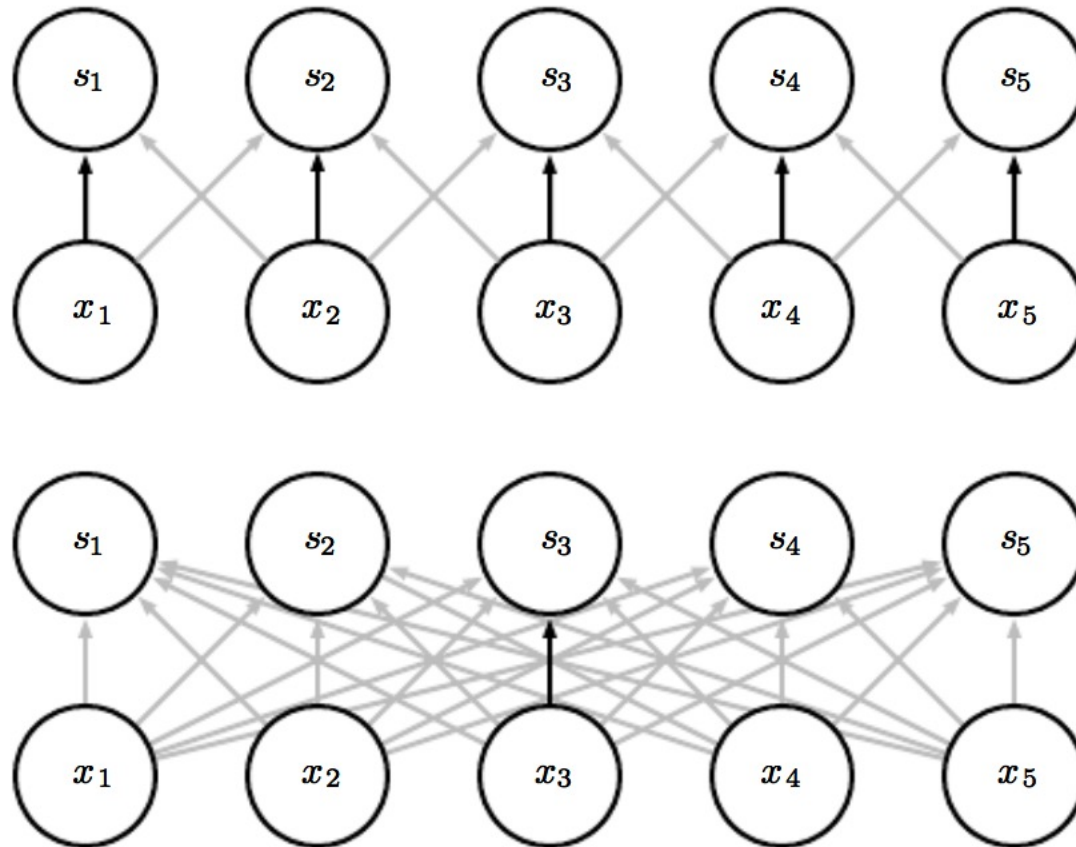 s₁ s₂ s₃ s₄ s₅
x₁ x₂ x₃ x₄ x₅
s₁ s₂ s₃ s₄ s₅
x₁ x₂ x₃ x₄ x₅